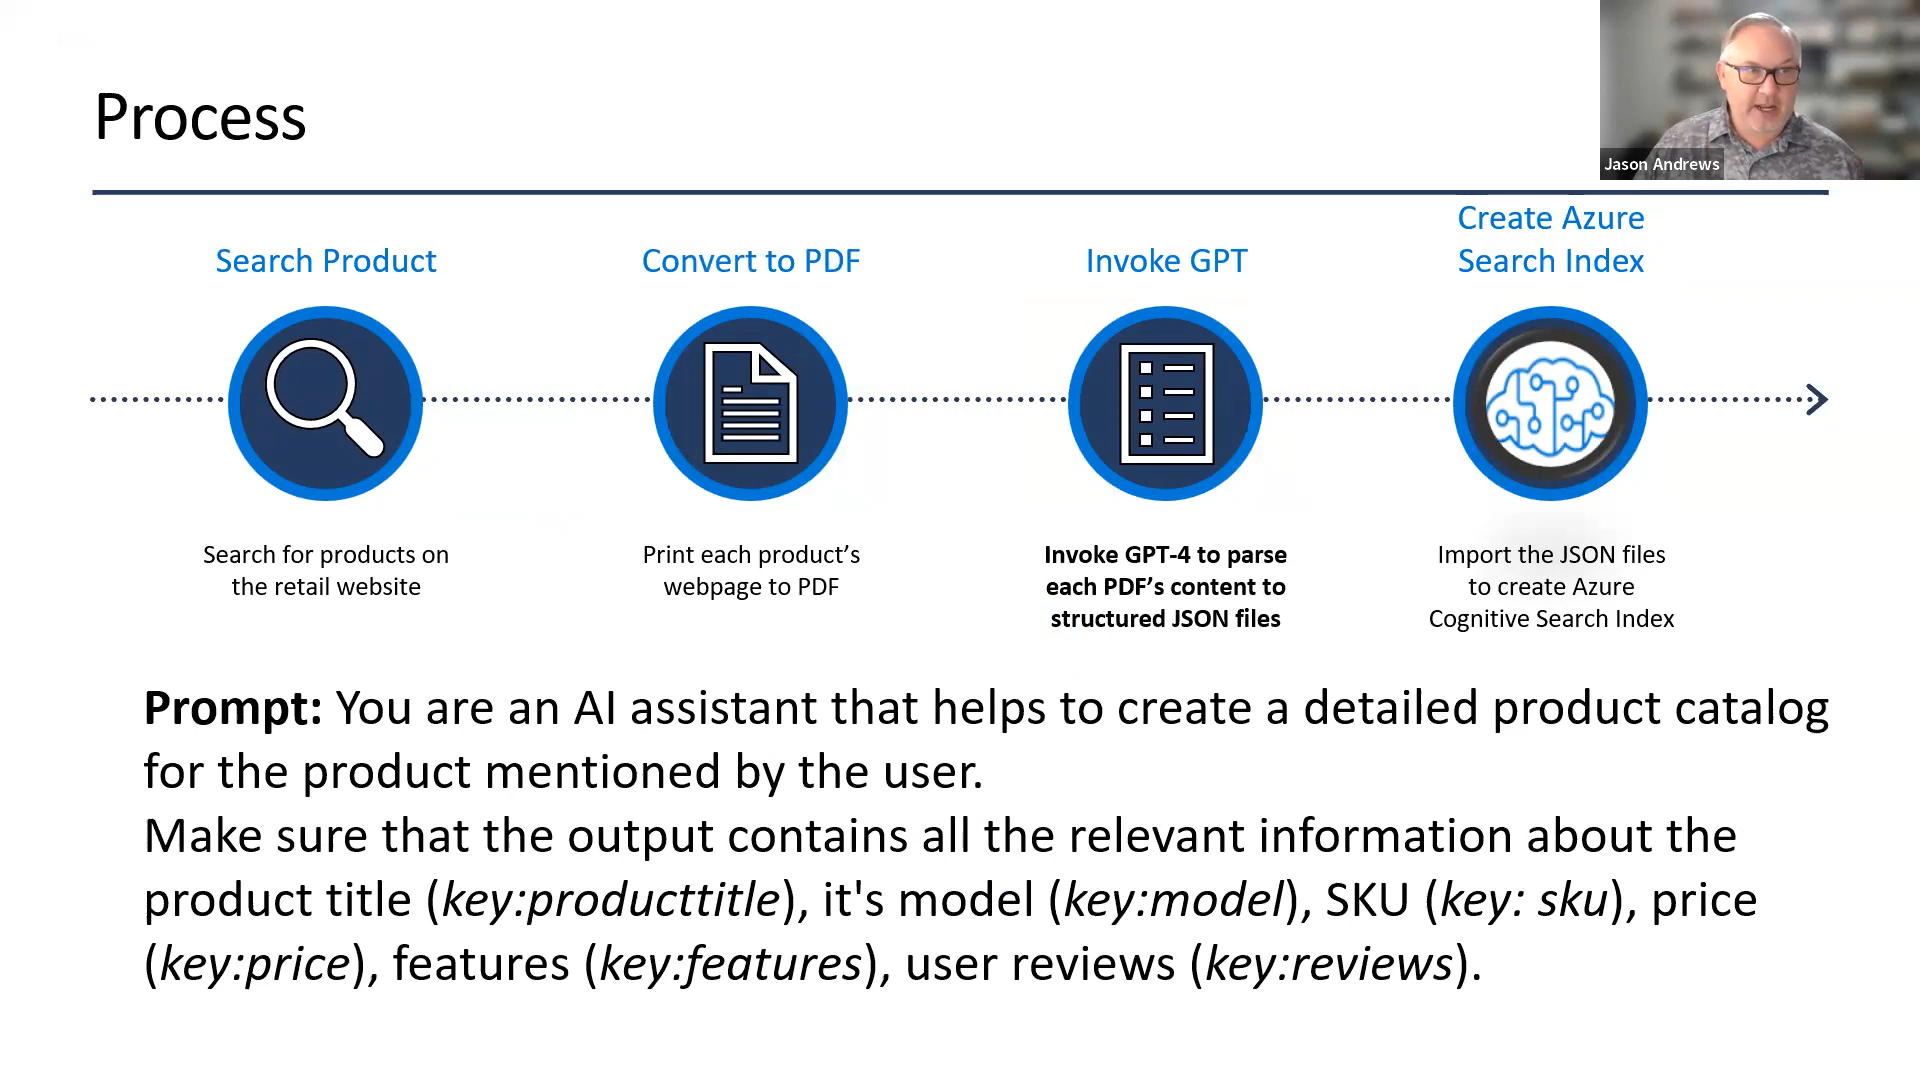 Process
Jason Andrews
Search Product
Convert to PDF
Invoke GPT
Create Azure
Search Index
Search for products on
the retail website
Print each product’s
webpage to PDF
Invoke GPT-4 to parse
each PDF’s content to
structured JSON files
Import the JSON files
to create Azure
Cognitive Search Index
Prompt: You are an AI assistant that helps to create a detailed product catalog
for the product mentioned by the user.
Make sure that the output contains all the relevant information about the
product title (key:producttitle), it's model (key:model), SKU (key: sku), price
(key:price), features (key:features), user reviews (key:reviews).